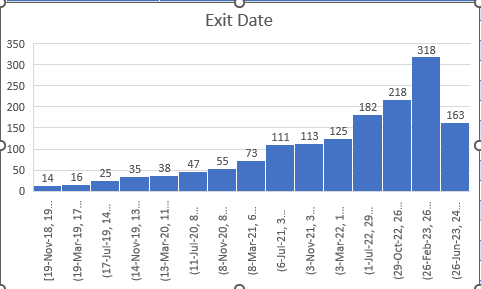 Exit Date
350
300
250
200
150
100
50
0
14
16
25
35
38
47
55
73
111
113
125
182
218
318
163
[19-Nov-18, 19...
(19-Mar-19, 17...
(17-Jul-19, 14...
(14-Nov-19, 13...
(13-Mar-20, 11...
(11-Jul-20, 8...
(8-Nov-20, 8...
(8-Mar-21, 6...
(6-Jul-21, 3...
(3-Nov-21, 3...
(3-Mar-22, 1...
(1-Jul-22, 29...
(29-Oct-22, 26...
(26-Feb-23, 26...
(26-Jun-23, 24...